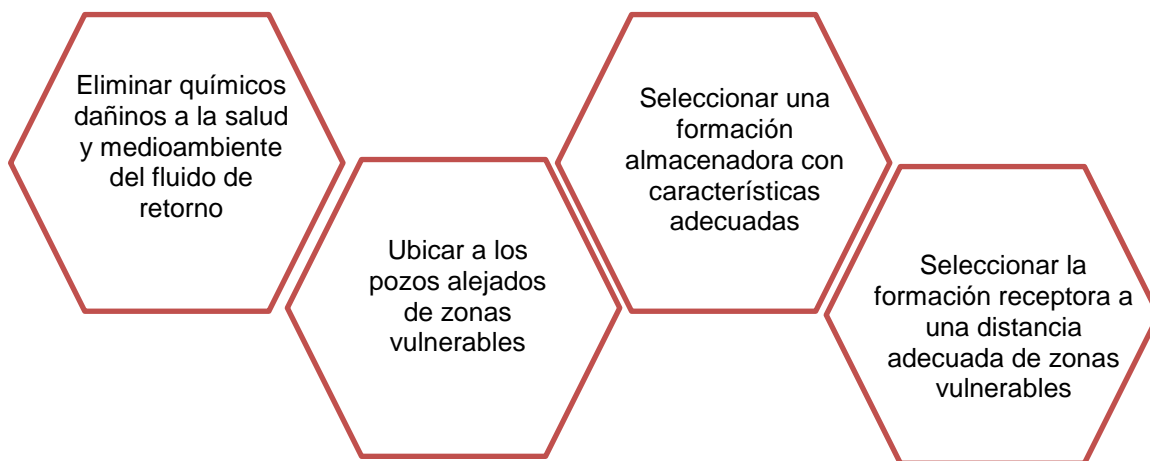 Eliminar químicos
dañinos a la salud
y medioambiente
del fluido de
retorno
Ubicar a los
pozos alejados
de zonas
vulnerables
Seleccionar una
formación
almacenadora con
características
adecuadas
Seleccionar la
formación receptora a
una distancia
adecuada de zonas
vulnerables